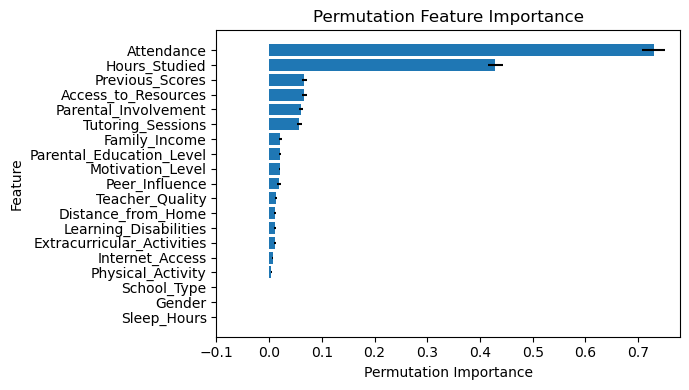 Permutation Feature Importance
Feature
Attendance
Hours_Studied
Previous_Scores
Access_to_Resources
Parental_Involvement
Tutoring_Sessions
Family_Income
Parental_Education_Level
Motivation_Level
Peer_Influence
Teacher_Quality
Distance_from_Home
Learning_Disabilities
Extracurricular_Activities
Internet_Access
Physical_Activity
School_Type
Gender
Sleep_Hours
−0.1 0.0 0.1 0.2 0.3 0.4 0.5 0.6 0.7
Permutation Importance